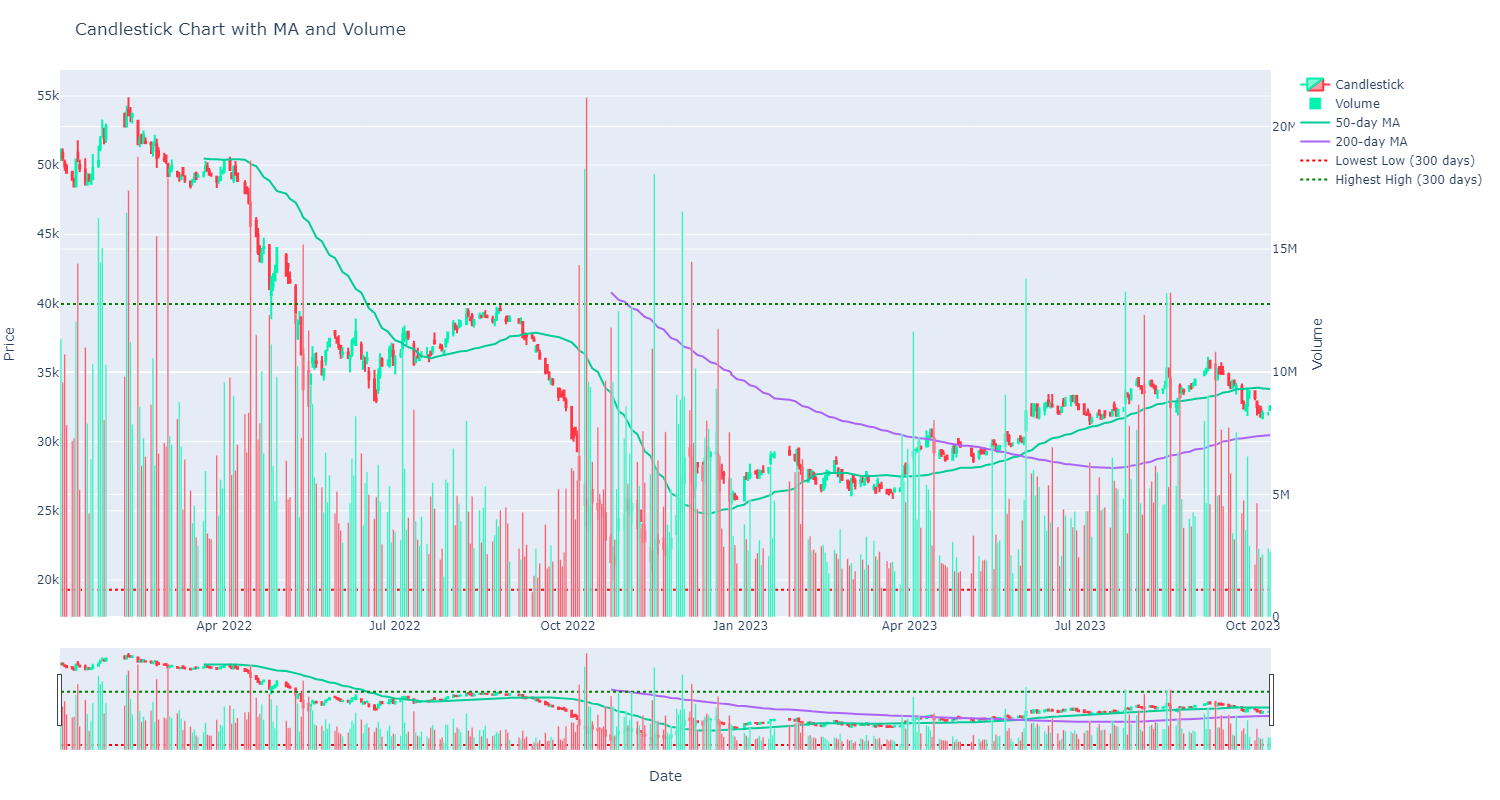 Candlestick Chart with MA and Volume
Candlestick
Volume
50-day MA
200-day MA
Lowest Low (300 days)
Highest High (300 days)
55k
50k
45k
40k
35k
30k
25k
20k
Price
20M
15M
10M
5M
0
Volume
Apr 2022
Jul 2022
Oct 2022
Jan 2023
Apr 2023
Jul 2023
Oct 2023
Date